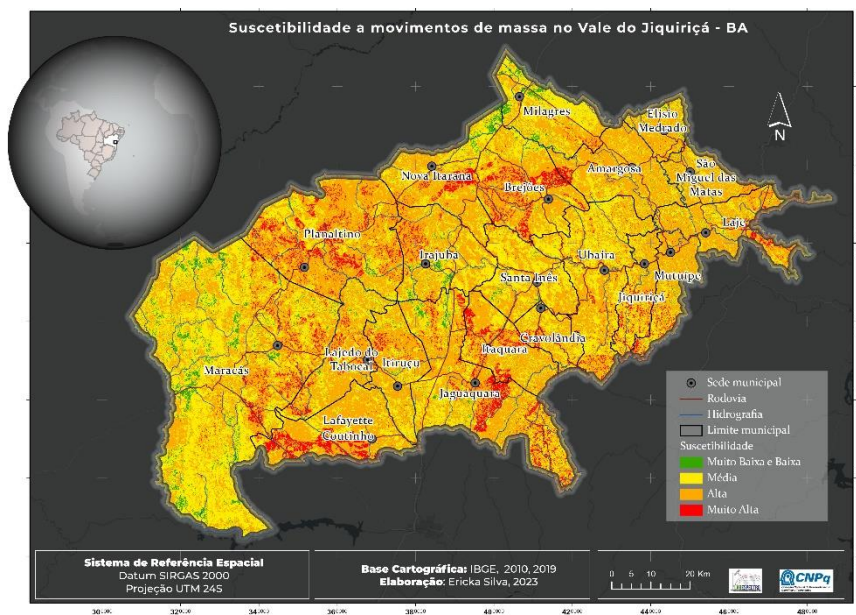 Suscetibilidade a movimentos de massa no Vale do Jiquiriçá - BA
N
Milagres
Elísio
Medrado
Nova Itarana
Brejões
Amargosa
São
Miguel das
Matas
Planaltino
Irajuba
Laje
Santa Inês
Ubaíra
Mutuípe
Jiquiriçá
Cravolândia
Maracás
Lajedo do
Tabocal
Itiruçu
Itaquara
Jaguaquara
Lafayette
Coutinho
Sede municipal
Rodovia
Hidrografia
Limite municipal
Suscetibilidade
Muito Baixa e Baixa
Média
Alta
Muito Alta
Sistema de Referência Espacial
Datum SIRGAS 2000
Projeção UTM 24S
Base Cartográfica: IBGE, 2010, 2019
Elaboração: Ericka Silva, 2023
0 5 10 20 Km
CNPq